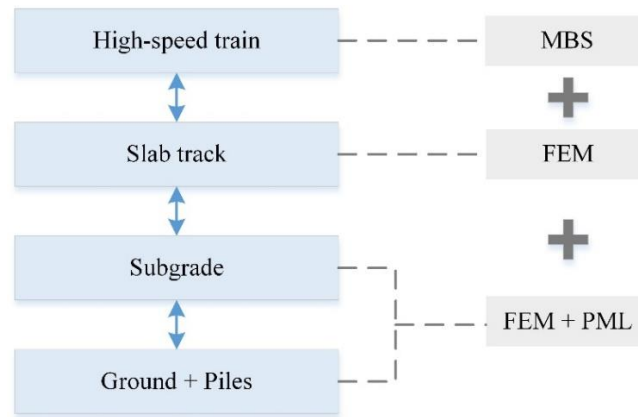 High-speed train
MBS
Slab track
FEM
Subgrade
FEM + PML
Ground + Piles